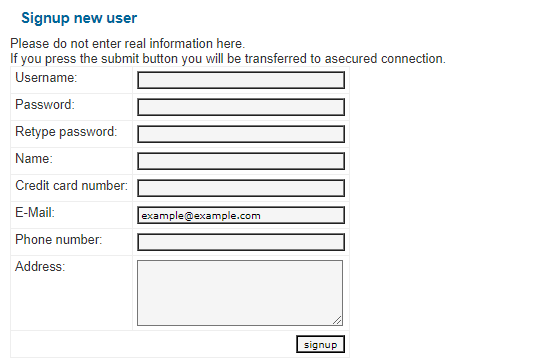 Signup new user
Please do not enter real information here.
If you press the submit button you will be transferred to asecured connection.
Username:
Password:
Retype password:
Name:
Credit card number:
E-Mail: example@example.com
Phone number:
Address:
signup